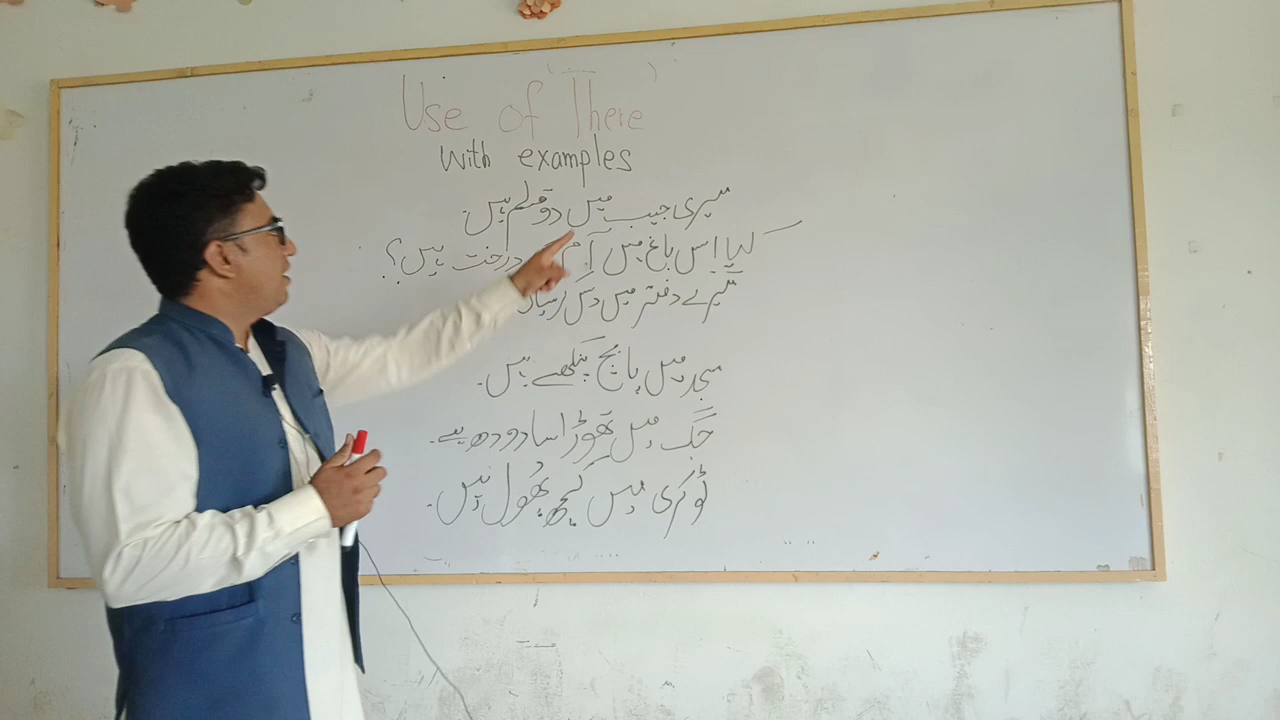 Use of There
with examples
میری جیب میں دو قلم ہیں۔
کیا اس باغ میں آم درخت ہیں؟
میرے دفتر میں دس
مسجد میں پانچ پنکھے ہیں۔
جگ میں تھوڑا سا دودھ ہے۔
ٹوکری میں کچھ پھول ہیں۔